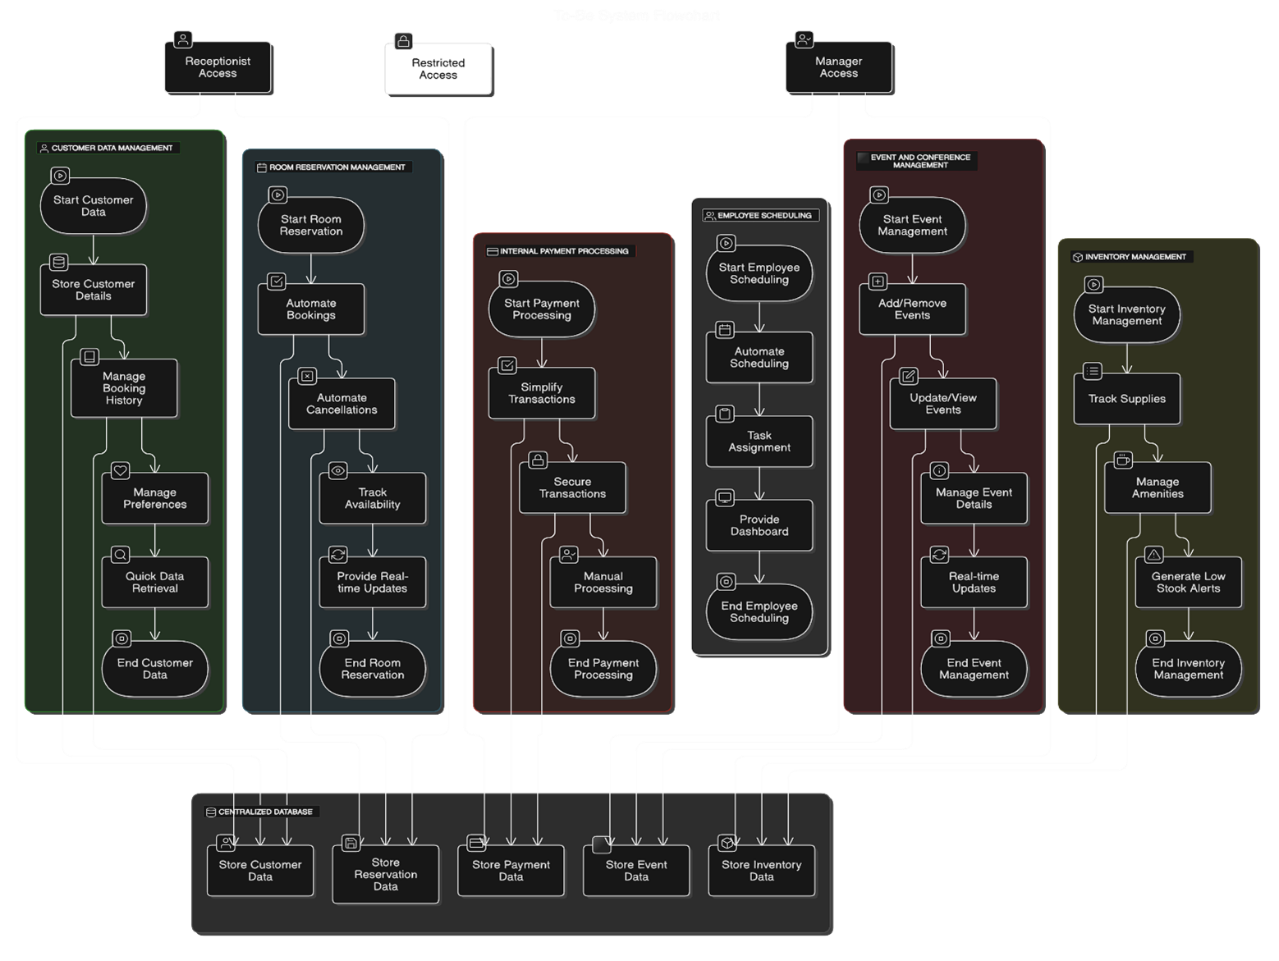 Receptionist
Access
Restricted
Access
Manager
Access
CUSTOMER DATA MANAGEMENT
Start Customer
Data
Store Customer
Details
Manage
Booking
History
Manage
Preferences
Quick Data
Retrieval
End Customer
Data
ROOM RESERVATION MANAGEMENT
Start Room
Reservation
Automate
Bookings
Automate
Cancellations
Track
Availability
Provide Real-
time Updates
End Room
Reservation
INTERNAL PAYMENT PROCESSING
Start Payment
Processing
Simplify
Transactions
Secure
Transactions
Manual
Processing
End Payment
Processing
EMPLOYEE SCHEDULING
Start Employee
Scheduling
Automate
Scheduling
Task
Assignment
Provide
Dashboard
End Employee
Scheduling
EVENT AND CONFERENCE
MANAGEMENT
Start Event
Management
Add/Remove
Events
Update/View
Events
Manage Event
Details
Real-time
Updates
End Event
Management
INVENTORY MANAGEMENT
Start Inventory
Management
Track Supplies
Manage
Amenities
Generate Low
Stock Alerts
End Inventory
Management
CENTRALIZED DATABASE
Store Customer
Data
Store
Reservation
Data
Store Payment
Data
Store Event
Data
Store Inventory
Data